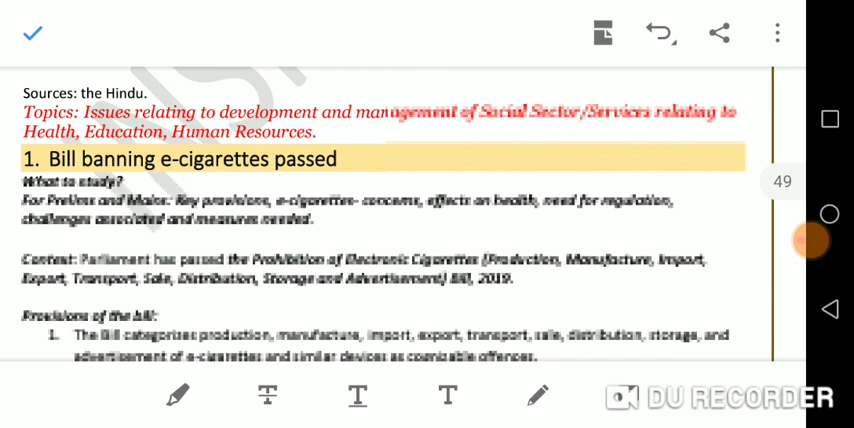 Sources: the Hindu.
Topics: Issues relating to development and management of Social Sector/Services relating to
Health, Education, Human Resources.
1. Bill banning e-cigarettes passed
What to study?
For Prelims and Mains: Key provisions, e-cigarettes- concerns, effects on health, need for regulation,
challenges associated and measures needed.
49
Context: Parliament has passed the Prohibition of Electronic Cigarettes (Production, Manufacture, Import,
Export, Transport, Sale, Distribution, Storage and Advertisement) Bill, 2019.
Provisions of the bill:
1. The Bill categorises production, manufacture, import, export, transport, sale, distribution, storage, and
advertisement of e-cigarettes and similar devices as cognizable offences.
T T T
DU RECORDER